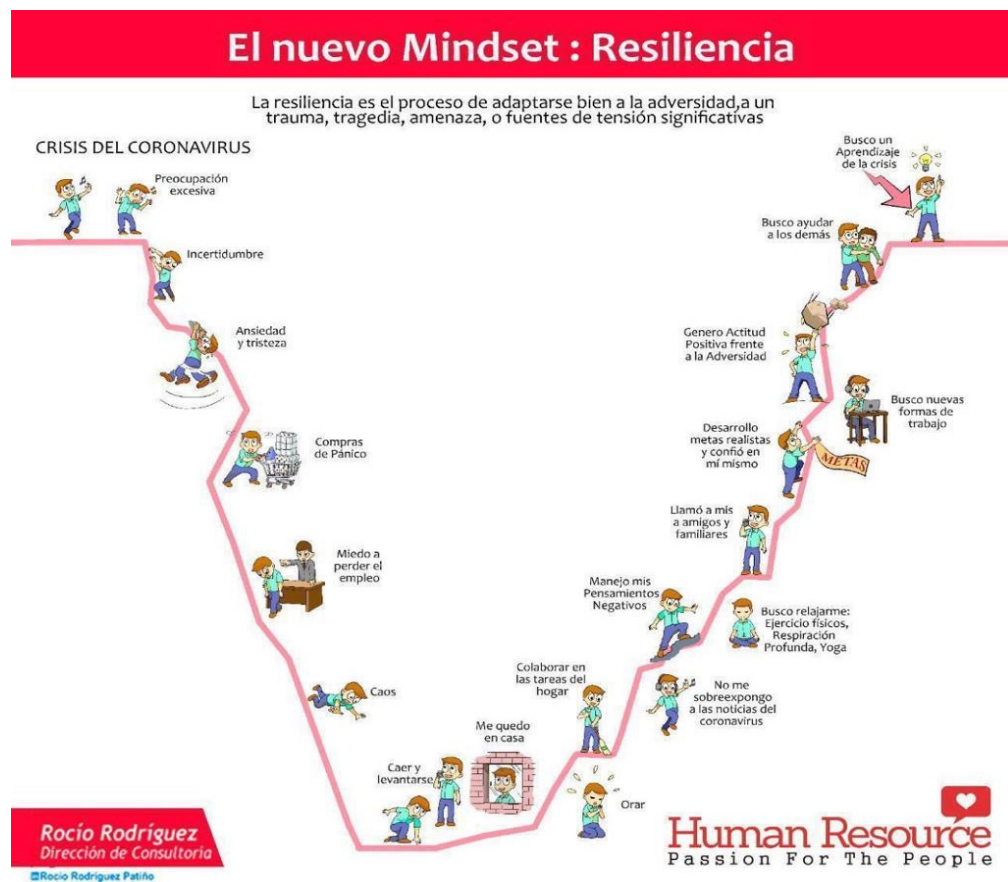 El nuevo Mindset : Resiliencia
La resiliencia es el proceso de adaptarse bien a la adversidad,a un
trauma, tragedia, amenaza, o fuentes de tensión significativas
CRISIS DEL CORONAVIRUS
Preocupación
excesiva
Incertidumbre
Ansiedad
y tristeza
Compras
de Pánico
Miedo a
perder el
empleo
Caos
Caer y
levantarse
Me quedo
en casa
Orar
Colaborar en
las tareas del
hogar
No me
sobreexpongo
a las noticias del
coronavirus
Manejo mis
Pensamientos
Negativos
Busco relajarme:
Ejercicio físicos,
Respiración
Profunda, Yoga
Llamó a mis
a amigos y
familiares
Desarrollo
metas realistas
y confió en
mí mismo
METAS
Busco nuevas
formas de
trabajo
Genero Actitud
Positiva frente
a la Adversidad
Busco ayudar
a los demás
Busco un
Aprendizaje
de la crisis
Rocío Rodríguez
Dirección de Consultoría
Rocio Rodriguez Patiño
Human Resource
Passion For The People